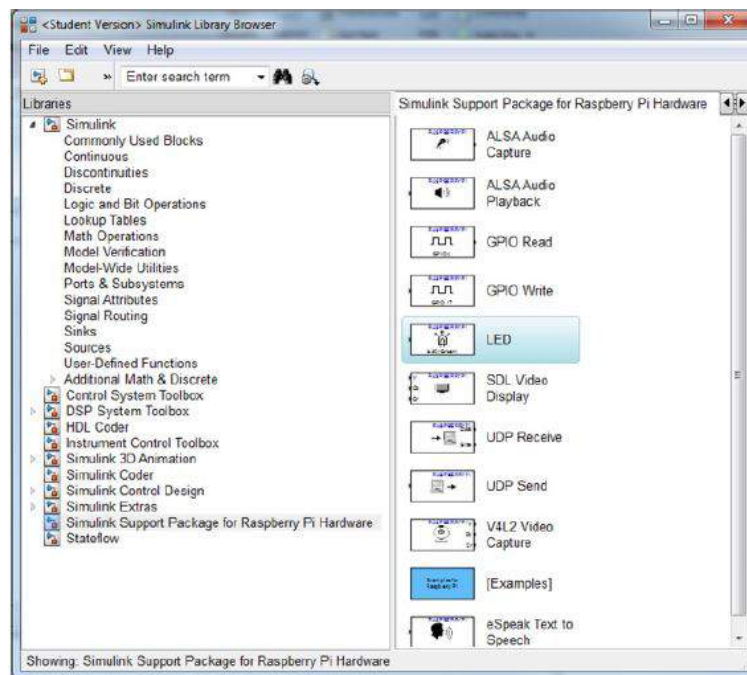 <Student Version> Simulink Library Browser
File Edit View Help
» Enter search term
Libraries
Simulink
Commonly Used Blocks
Continuous
Discontinuities
Discrete
Logic and Bit Operations
Lookup Tables
Math Operations
Model Verification
Model-Wide Utilities
Ports & Subsystems
Signal Attributes
Signal Routing
Sinks
Sources
User-Defined Functions
Additional Math & Discrete
Control System Toolbox
DSP System Toolbox
HDL Coder
Instrument Control Toolbox
Simulink 3D Animation
Simulink Coder
Simulink Control Design
Simulink Extras
Simulink Support Package for Raspberry Pi Hardware
Stateflow
Simulink Support Package for Raspberry Pi Hardware
ALSA Audio
Capture
ALSA Audio
Playback
GPIO Read
GPIO Write
LED
SDL Video
Display
UDP Receive
UDP Send
V4L2 Video
Capture
[Examples]
eSpeak Text to
Speech
Showing: Simulink Support Package for Raspberry Pi Hardware